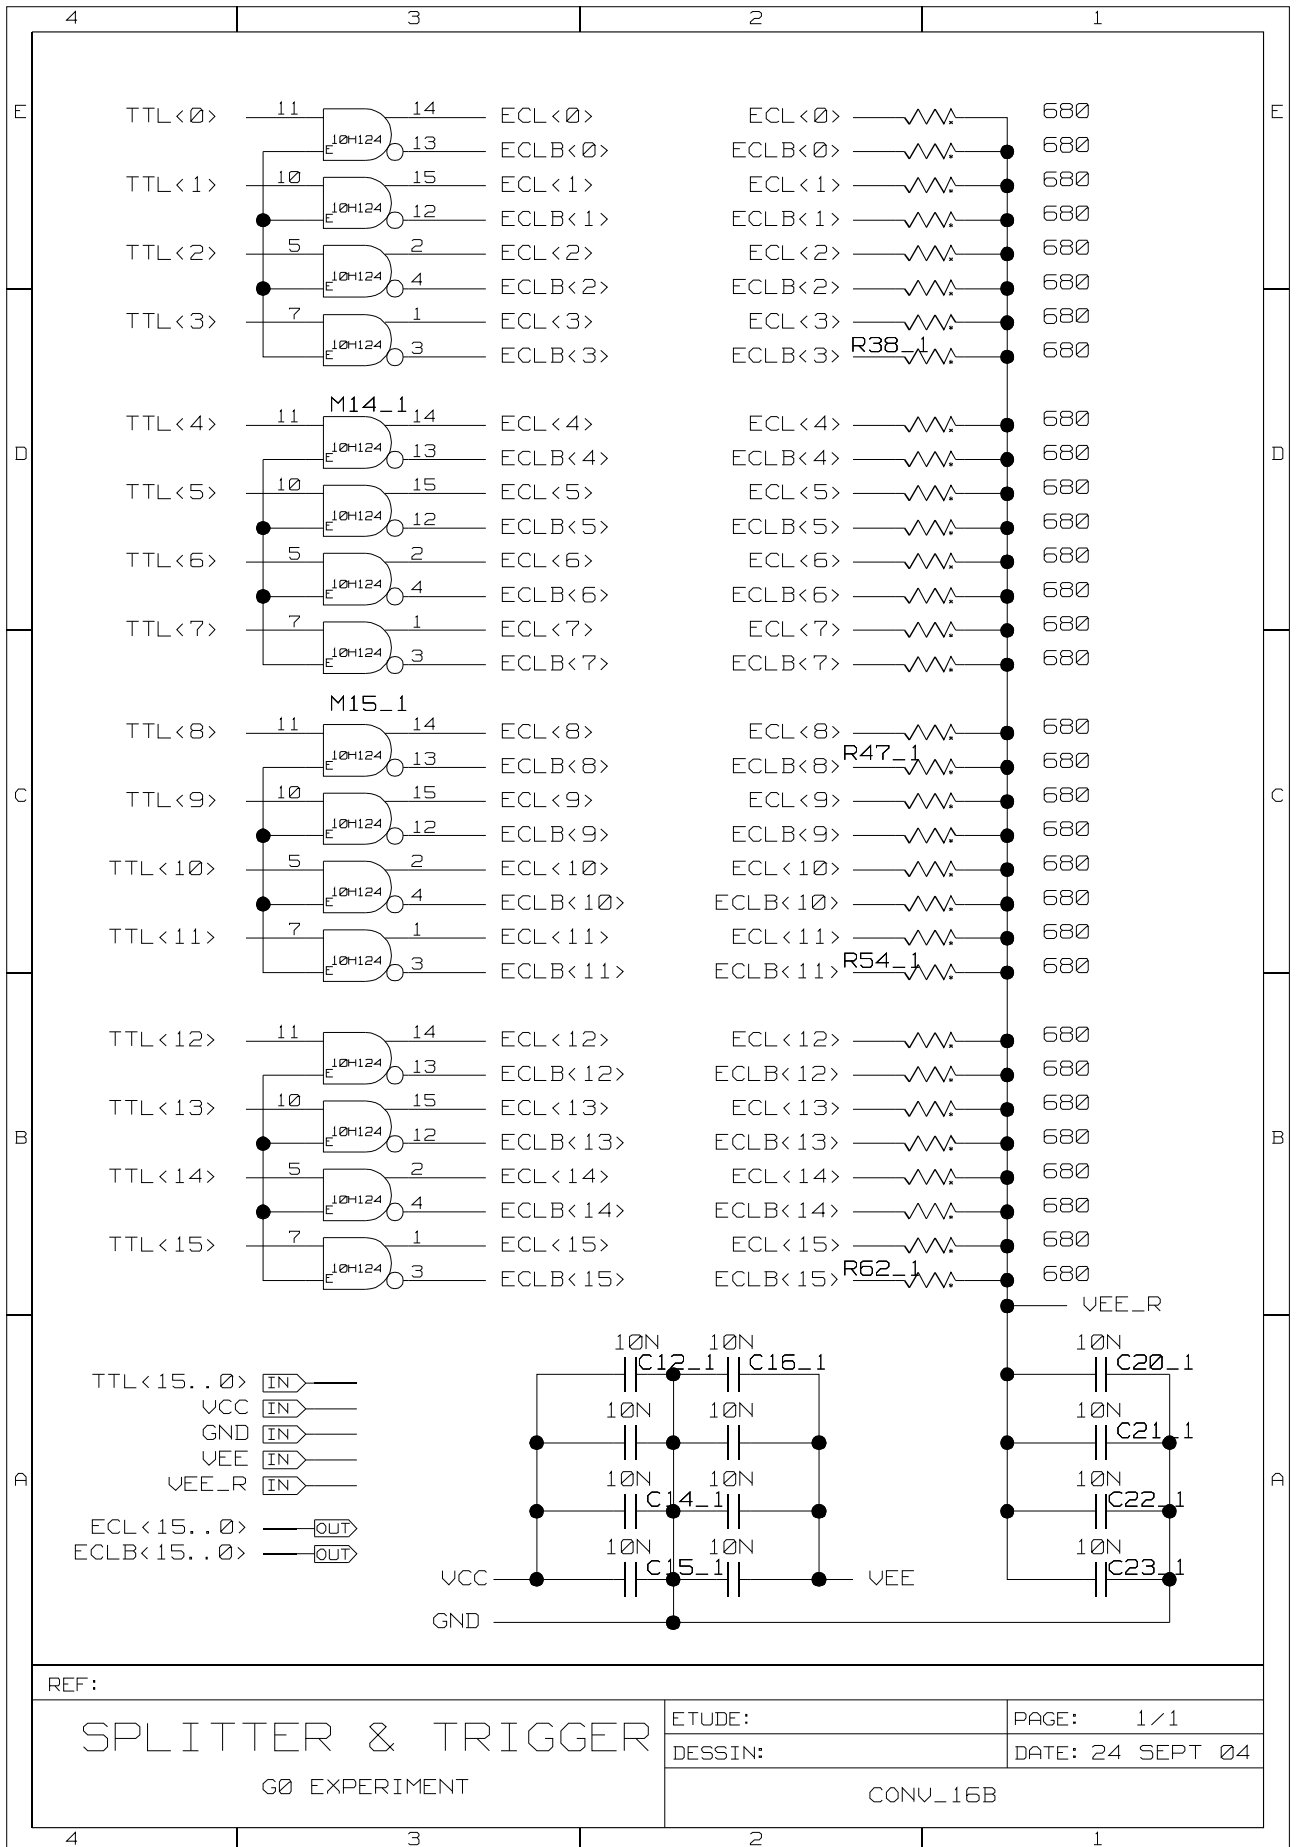 4 3 2 1
E E
TTL<0> 11 10H124 E 14 ECL<0> ECL<0> 680
13 ECLB<0> ECLB<0> 680
TTL<1> 10 10H124 E 15 ECL<1> ECL<1> 680
12 ECLB<1> ECLB<1> 680
TTL<2> 5 10H124 E 2 ECL<2> ECL<2> 680
4 ECLB<2> ECLB<2> 680
TTL<3> 7 10H124 E 1 ECL<3> ECL<3> 680
3 ECLB<3> ECLB<3> R38_1 680
M14_1
TTL<4> 11 10H124 E 14 ECL<4> ECL<4> 680
D 13 ECLB<4> ECLB<4> 680 D
TTL<5> 10 10H124 E 15 ECL<5> ECL<5> 680
12 ECLB<5> ECLB<5> 680
TTL<6> 5 10H124 E 2 ECL<6> ECL<6> 680
4 ECLB<6> ECLB<6> 680
TTL<7> 7 10H124 E 1 ECL<7> ECL<7> 680
3 ECLB<7> ECLB<7> 680
M15_1
TTL<8> 11 10H124 E 14 ECL<8> ECL<8> 680
13 ECLB<8> ECLB<8> R47_1 680
C TTL<9> 10 10H124 E 15 ECL<9> ECL<9> 680 C
12 ECLB<9> ECLB<9> 680
TTL<10> 5 10H124 E 2 ECL<10> ECL<10> 680
4 ECLB<10> ECLB<10> 680
TTL<11> 7 10H124 E 1 ECL<11> ECL<11> 680
3 ECLB<11> ECLB<11> R54_1 680
TTL<12> 11 10H124 E 14 ECL<12> ECL<12> 680
13 ECLB<12> ECLB<12> 680
TTL<13> 10 10H124 E 15 ECL<13> ECL<13> 680
B 12 ECLB<13> ECLB<13> 680 B
TTL<14> 5 10H124 E 2 ECL<14> ECL<14> 680
4 ECLB<14> ECLB<14> 680
TTL<15> 7 10H124 E 1 ECL<15> ECL<15> 680
3 ECLB<15> ECLB<15> R62_1 680
VEE_R
10N 10N 10N
C12_1 C16_1 C20_1
TTL<15..0> IN
VCC IN 10N 10N 10N
GND IN C21_1
VEE IN
A VEE_R IN 10N 10N 10N A
C14_1 C22_1
ECL<15..0> OUT
ECLB<15..0> OUT 10N 10N 10N
C15_1 C23_1
VCC VEE
GND
REF:
SPLITTER & TRIGGER
G0 EXPERIMENT
ETUDE: PAGE: 1/1
DESSIN: DATE: 24 SEPT 04
CONV_16B
4 3 2 1